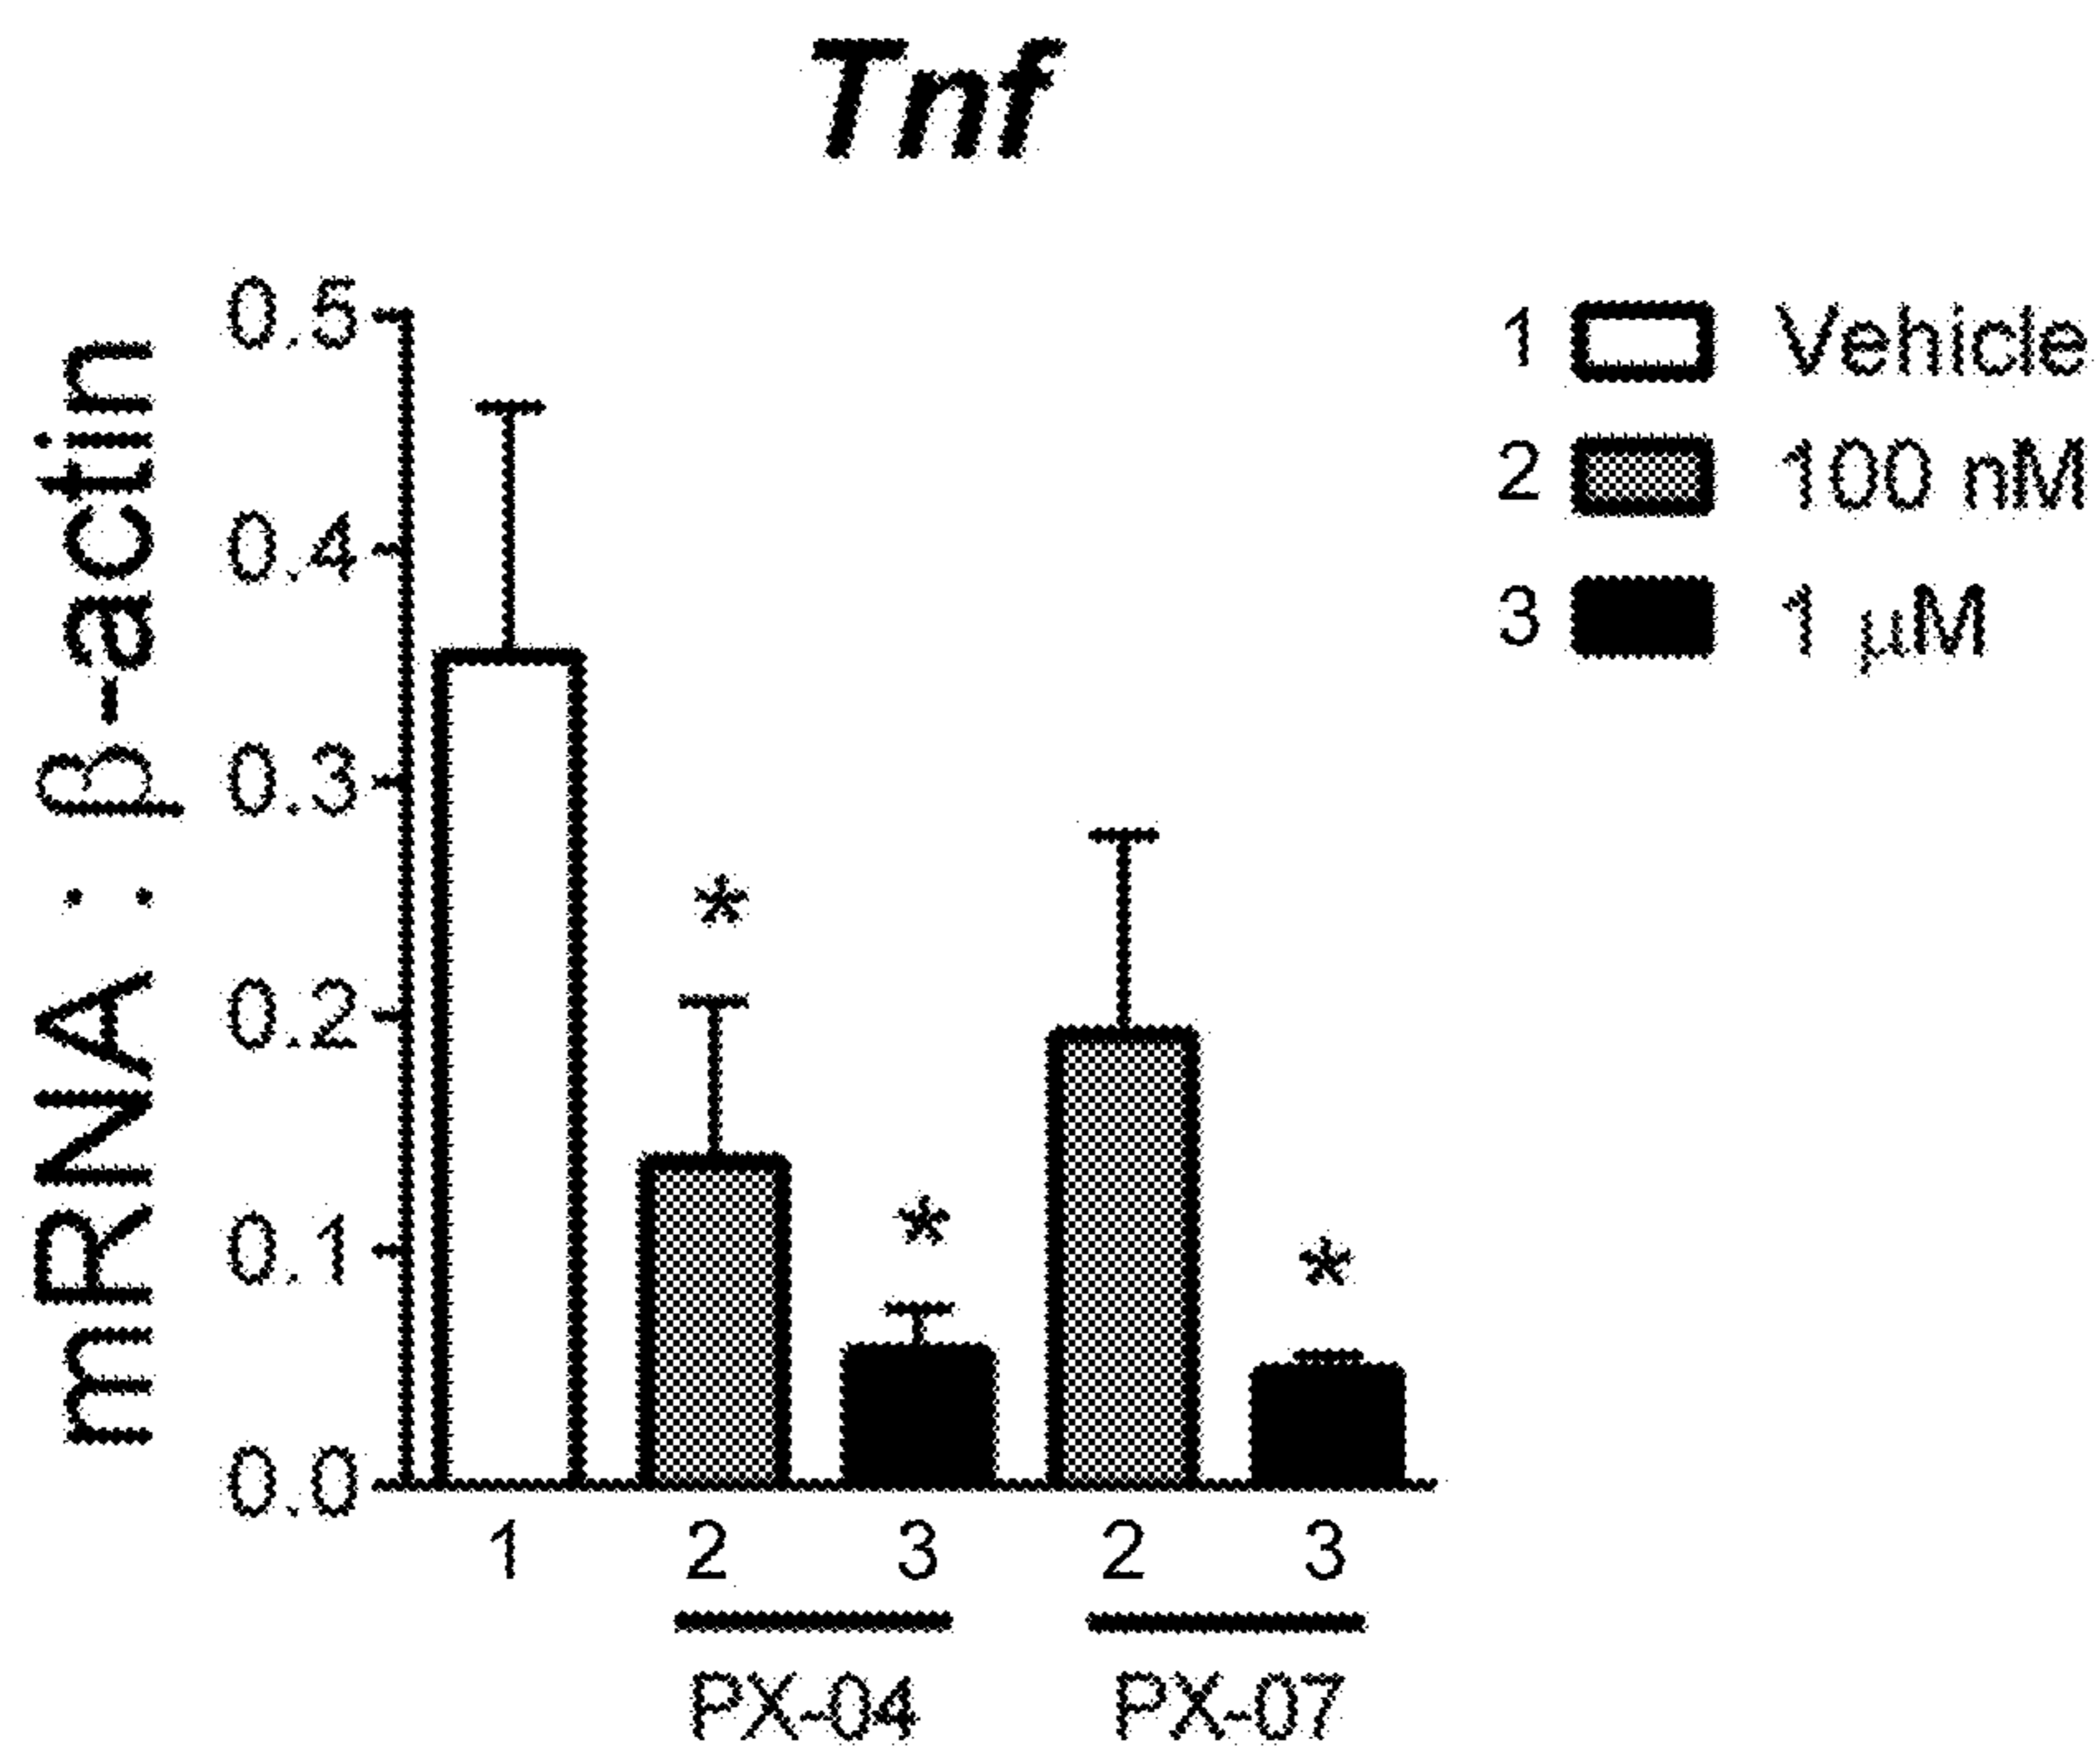 Tnf
mRNA : β-actin
0.5
0.4
0.3
0.2
0.1
0.0
*
*
*
1 2 3 2 3
PX-04 PX-07
1 Vehicle
2 100 nM
3 1 μM